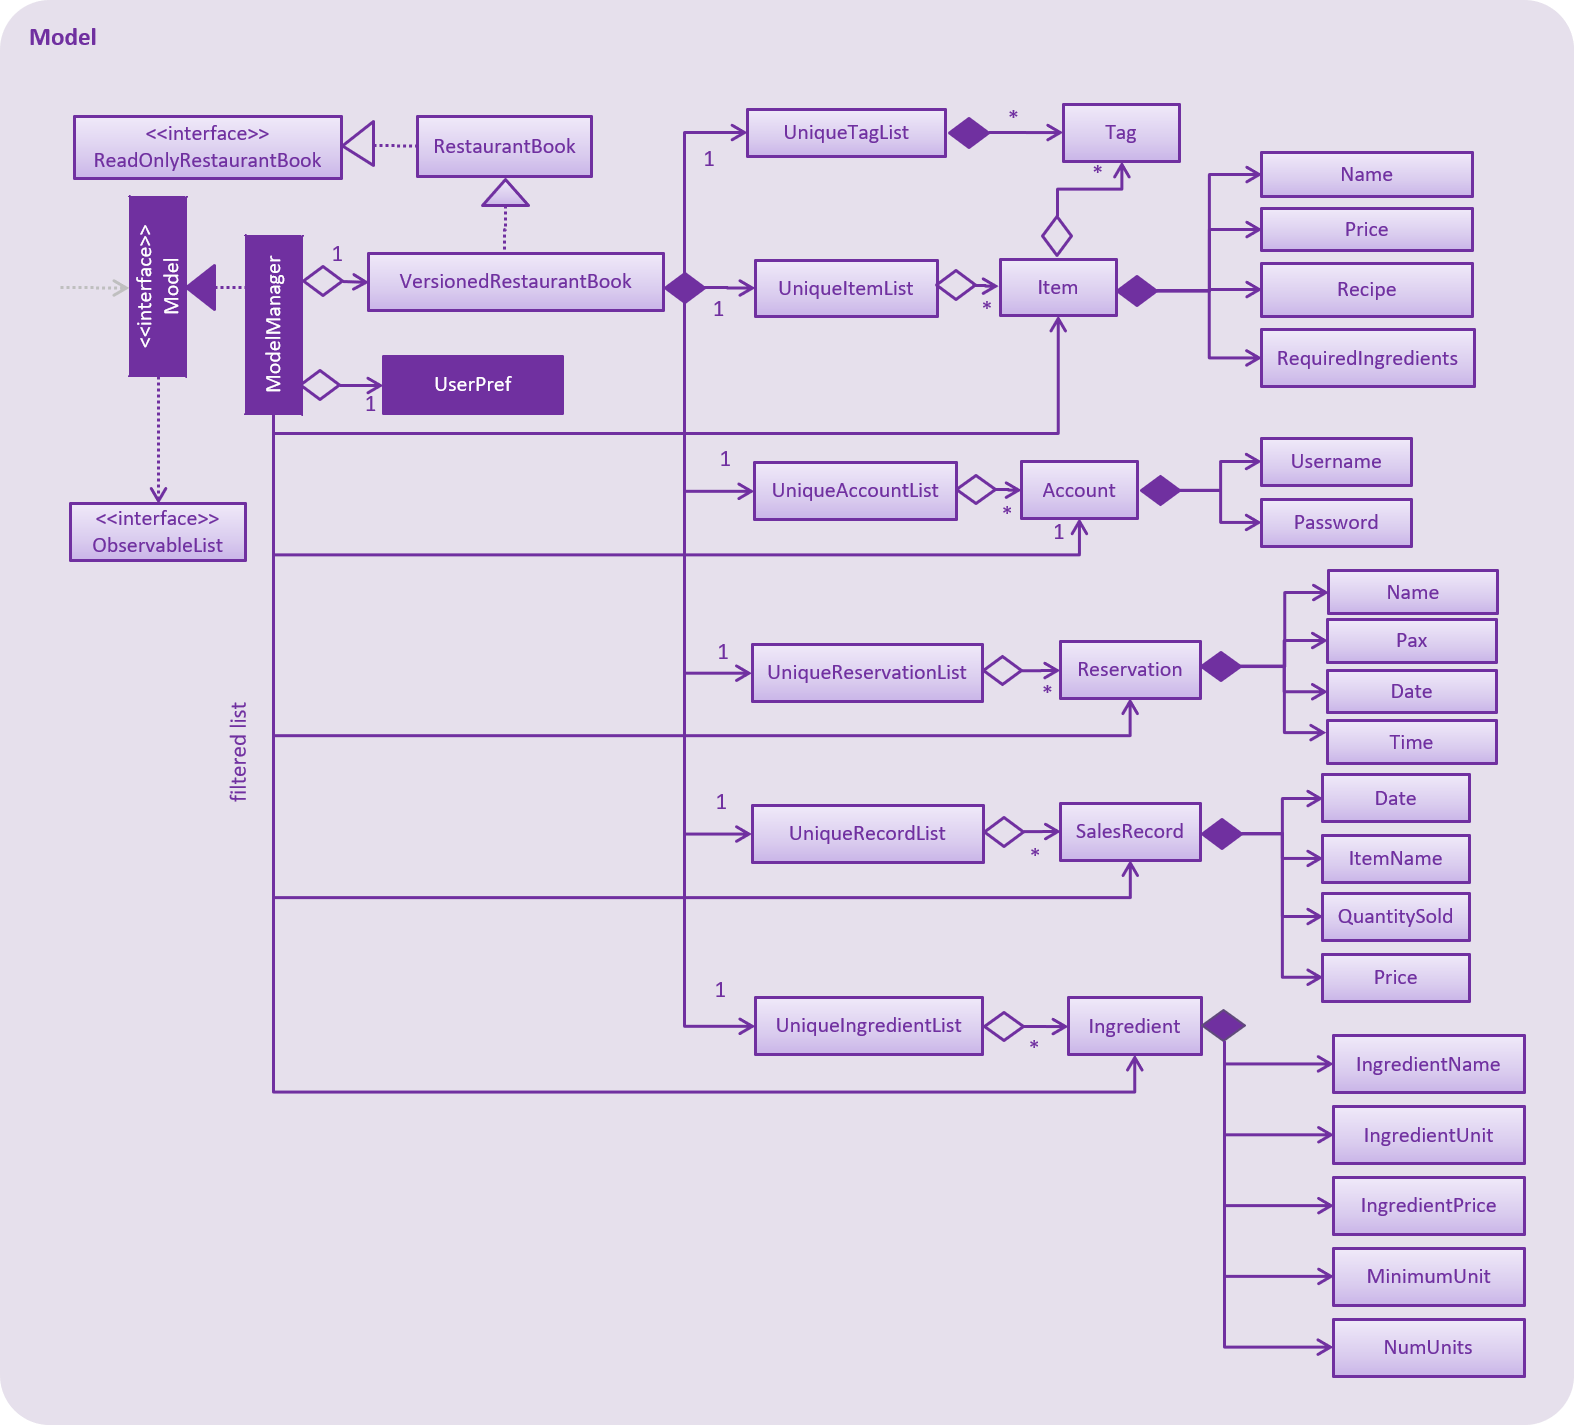 Model
<<interface>>
ReadOnlyRestaurantBook
RestaurantBook
<<interface>>
Model
ModelManager
1
VersionedRestaurantBook
1
UserPref
<<interface>>
ObservableList
filtered list
1
UniqueTagList
*
Tag
*
1
UniqueItemList
*
Item
Name
Price
Recipe
RequiredIngredients
1
UniqueAccountList
*
Account
1
Username
Password
1
UniqueReservationList
*
Reservation
Name
Pax
Date
Time
1
UniqueRecordList
*
SalesRecord
Date
ItemName
QuantitySold
Price
1
UniqueIngredientList
*
Ingredient
IngredientName
IngredientUnit
IngredientPrice
MinimumUnit
NumUnits